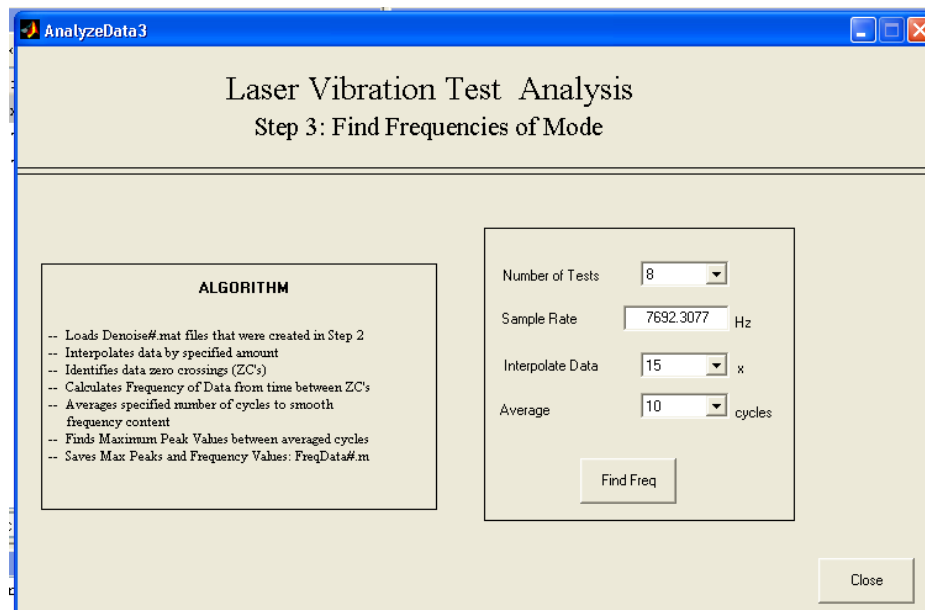 AnalyzeData3
Laser Vibration Test Analysis
Step 3: Find Frequencies of Mode
ALGORITHM
-- Loads Denoise#.mat files that were created in Step 2
-- Interpolates data by specified amount
-- Identifies data zero crossings (ZC's)
-- Calculates Frequency of Data from time between ZC's
-- Averages specified number of cycles to smooth
frequency content
-- Finds Maximum Peak Values between averaged cycles
-- Saves Max Peaks and Frequency Values: FreqData#.m
Number of Tests 8
Sample Rate 7692.3077 Hz
Interpolate Data 15 x
Average 10 cycles
Find Freq
Close